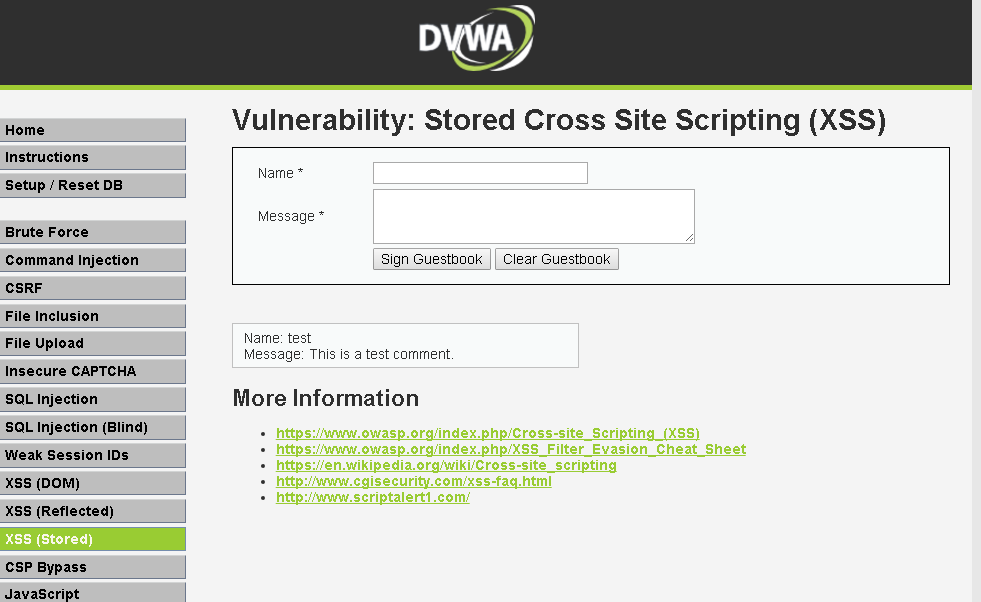 DVWA
Home
Instructions
Setup / Reset DB
Brute Force
Command Injection
CSRF
File Inclusion
File Upload
Insecure CAPTCHA
SQL Injection
SQL Injection (Blind)
Weak Session IDs
XSS (DOM)
XSS (Reflected)
XSS (Stored)
CSP Bypass
JavaScript
Vulnerability: Stored Cross Site Scripting (XSS)
Name *
Message *
Sign Guestbook Clear Guestbook
Name: test
Message: This is a test comment.
More Information
https://www.owasp.org/index.php/Cross-site_Scripting_(XSS)
https://www.owasp.org/index.php/XSS_Filter_Evasion_Cheat_Sheet
https://en.wikipedia.org/wiki/Cross-site_scripting
http://www.cgisecurity.com/xss-faq.html
http://www.scriptalert1.com/